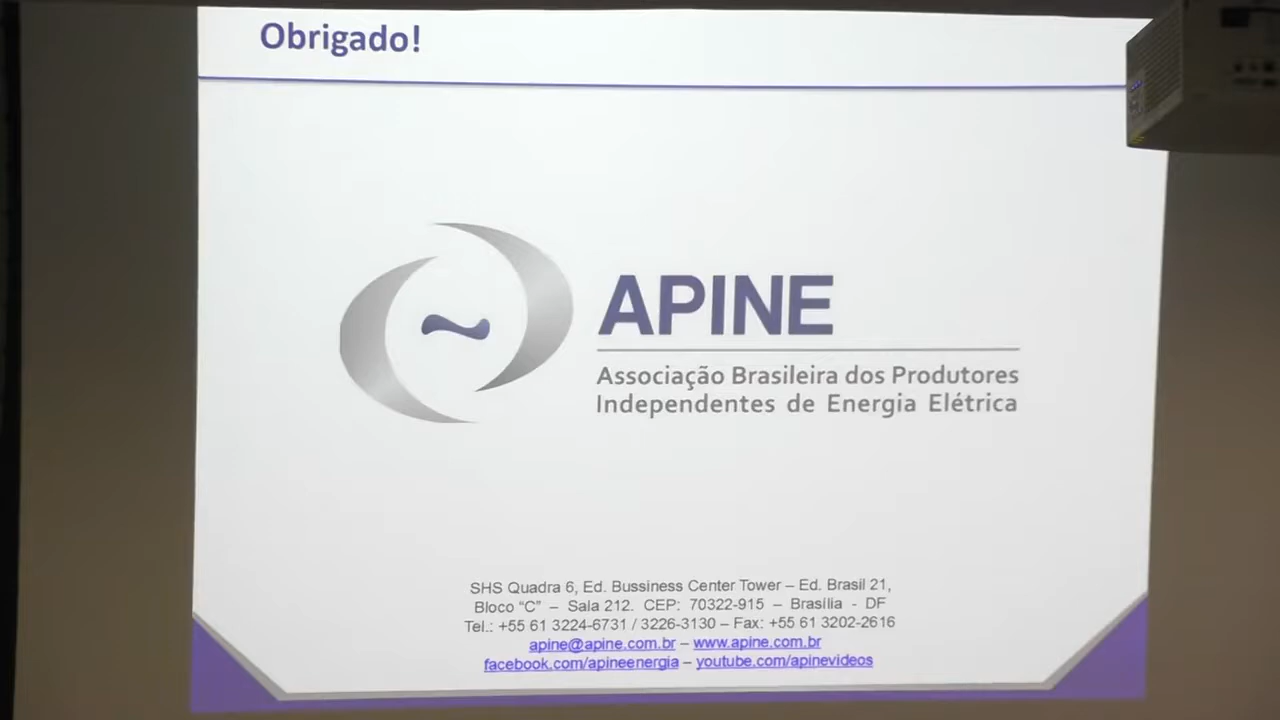 Obrigado!
APINE
Associação Brasileira dos Produtores
Independentes de Energia Elétrica
SHS Quadra 6, Ed. Bussiness Center Tower – Ed. Brasil 21,
Bloco “C” – Sala 212. CEP: 70322-915 – Brasília - DF
Tel.: +55 61 3224-6731 / 3226-3130 – Fax: +55 61 3202-2616
apine@apine.com.br – www.apine.com.br
facebook.com/apineenergia – youtube.com/apinevideos